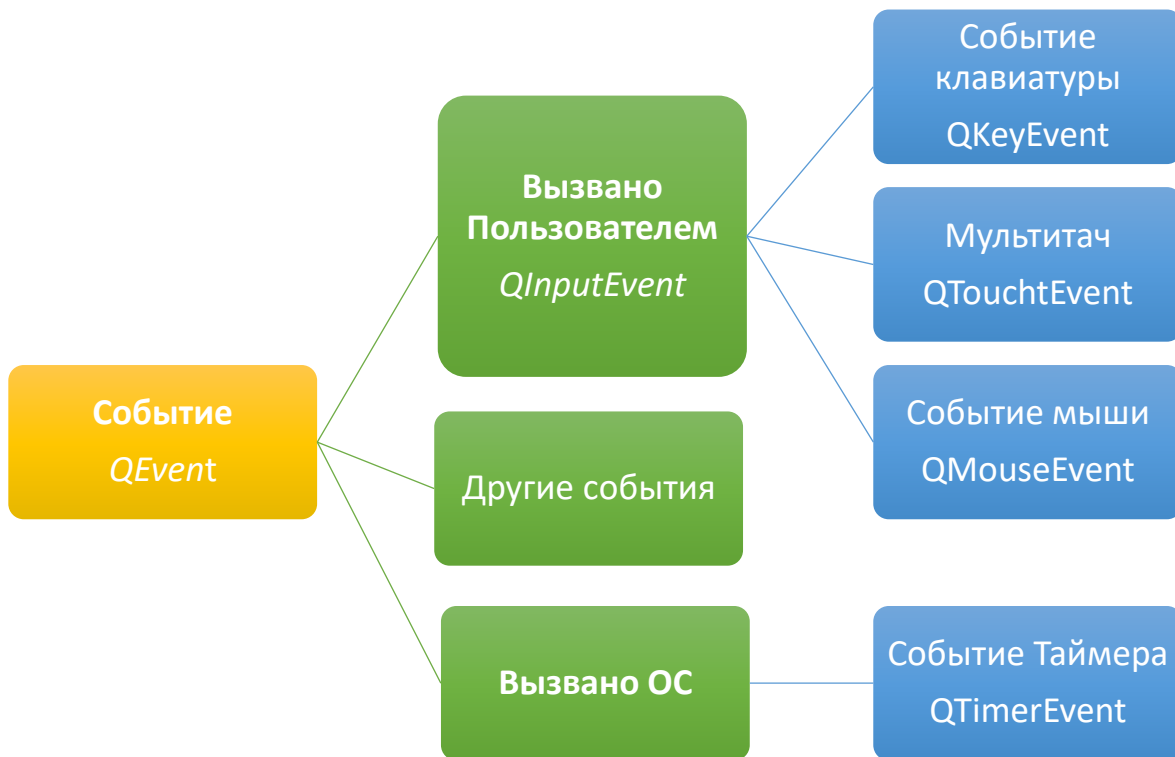 Событие
QEvent
Вызвано
Пользователем
QInputEvent
Другие события
Вызвано ОС
Событие
клавиатуры
QKeyEvent
Мультитач
QTouchtEvent
Событие мыши
QMouseEvent
Событие Таймера
QTimerEvent